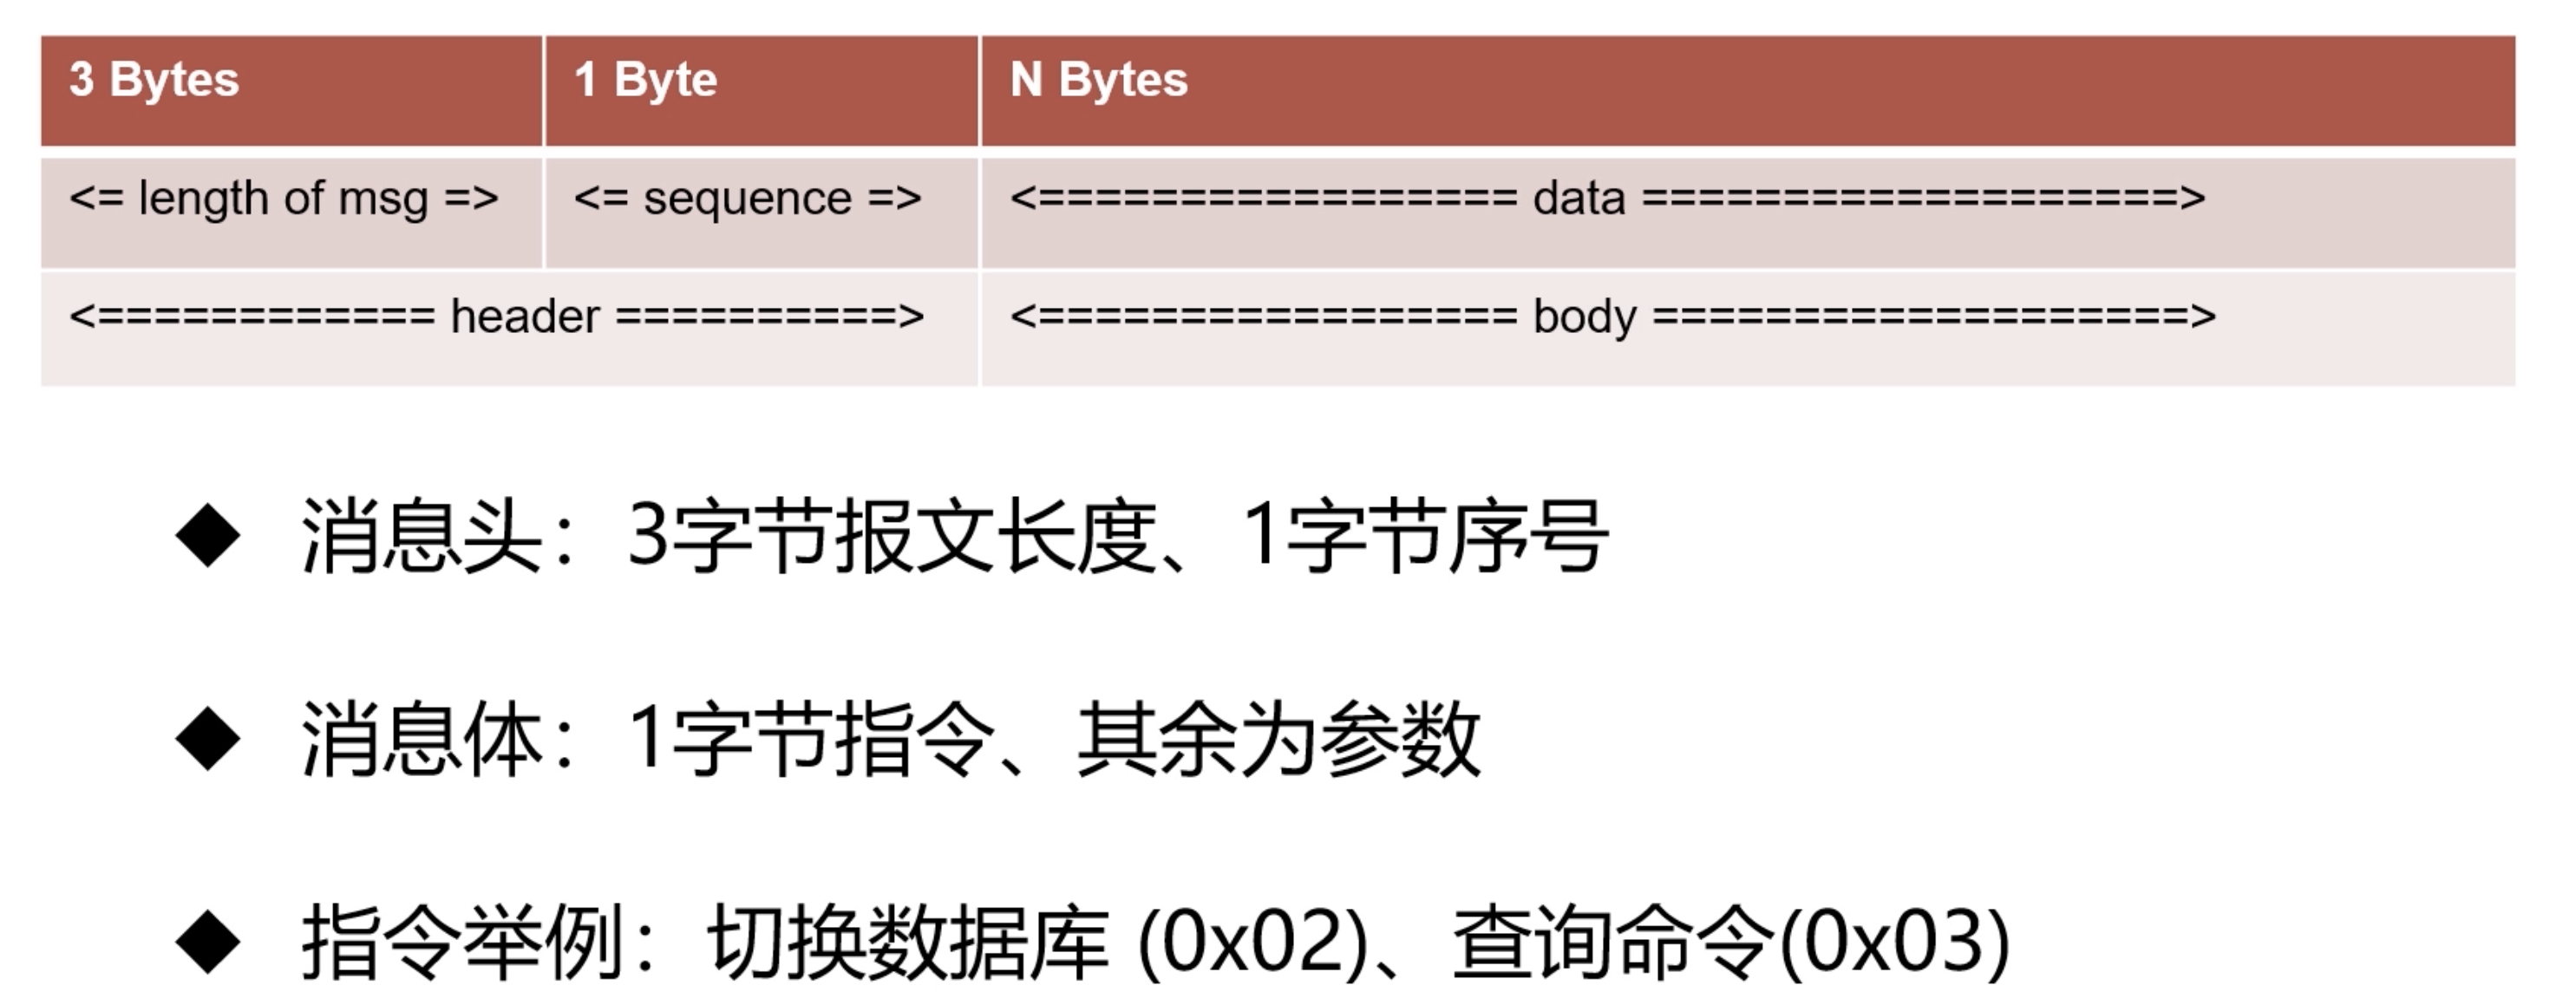 3 Bytes 1 Byte N Bytes
<= length of msg => <= sequence => <================= data ===================>
<============ header ==========> <================= body ===================>
◆ 消息头：3字节报文长度、1字节序号
◆ 消息体：1字节指令、其余为参数
◆ 指令举例：切换数据库 (0x02)、查询命令(0x03)